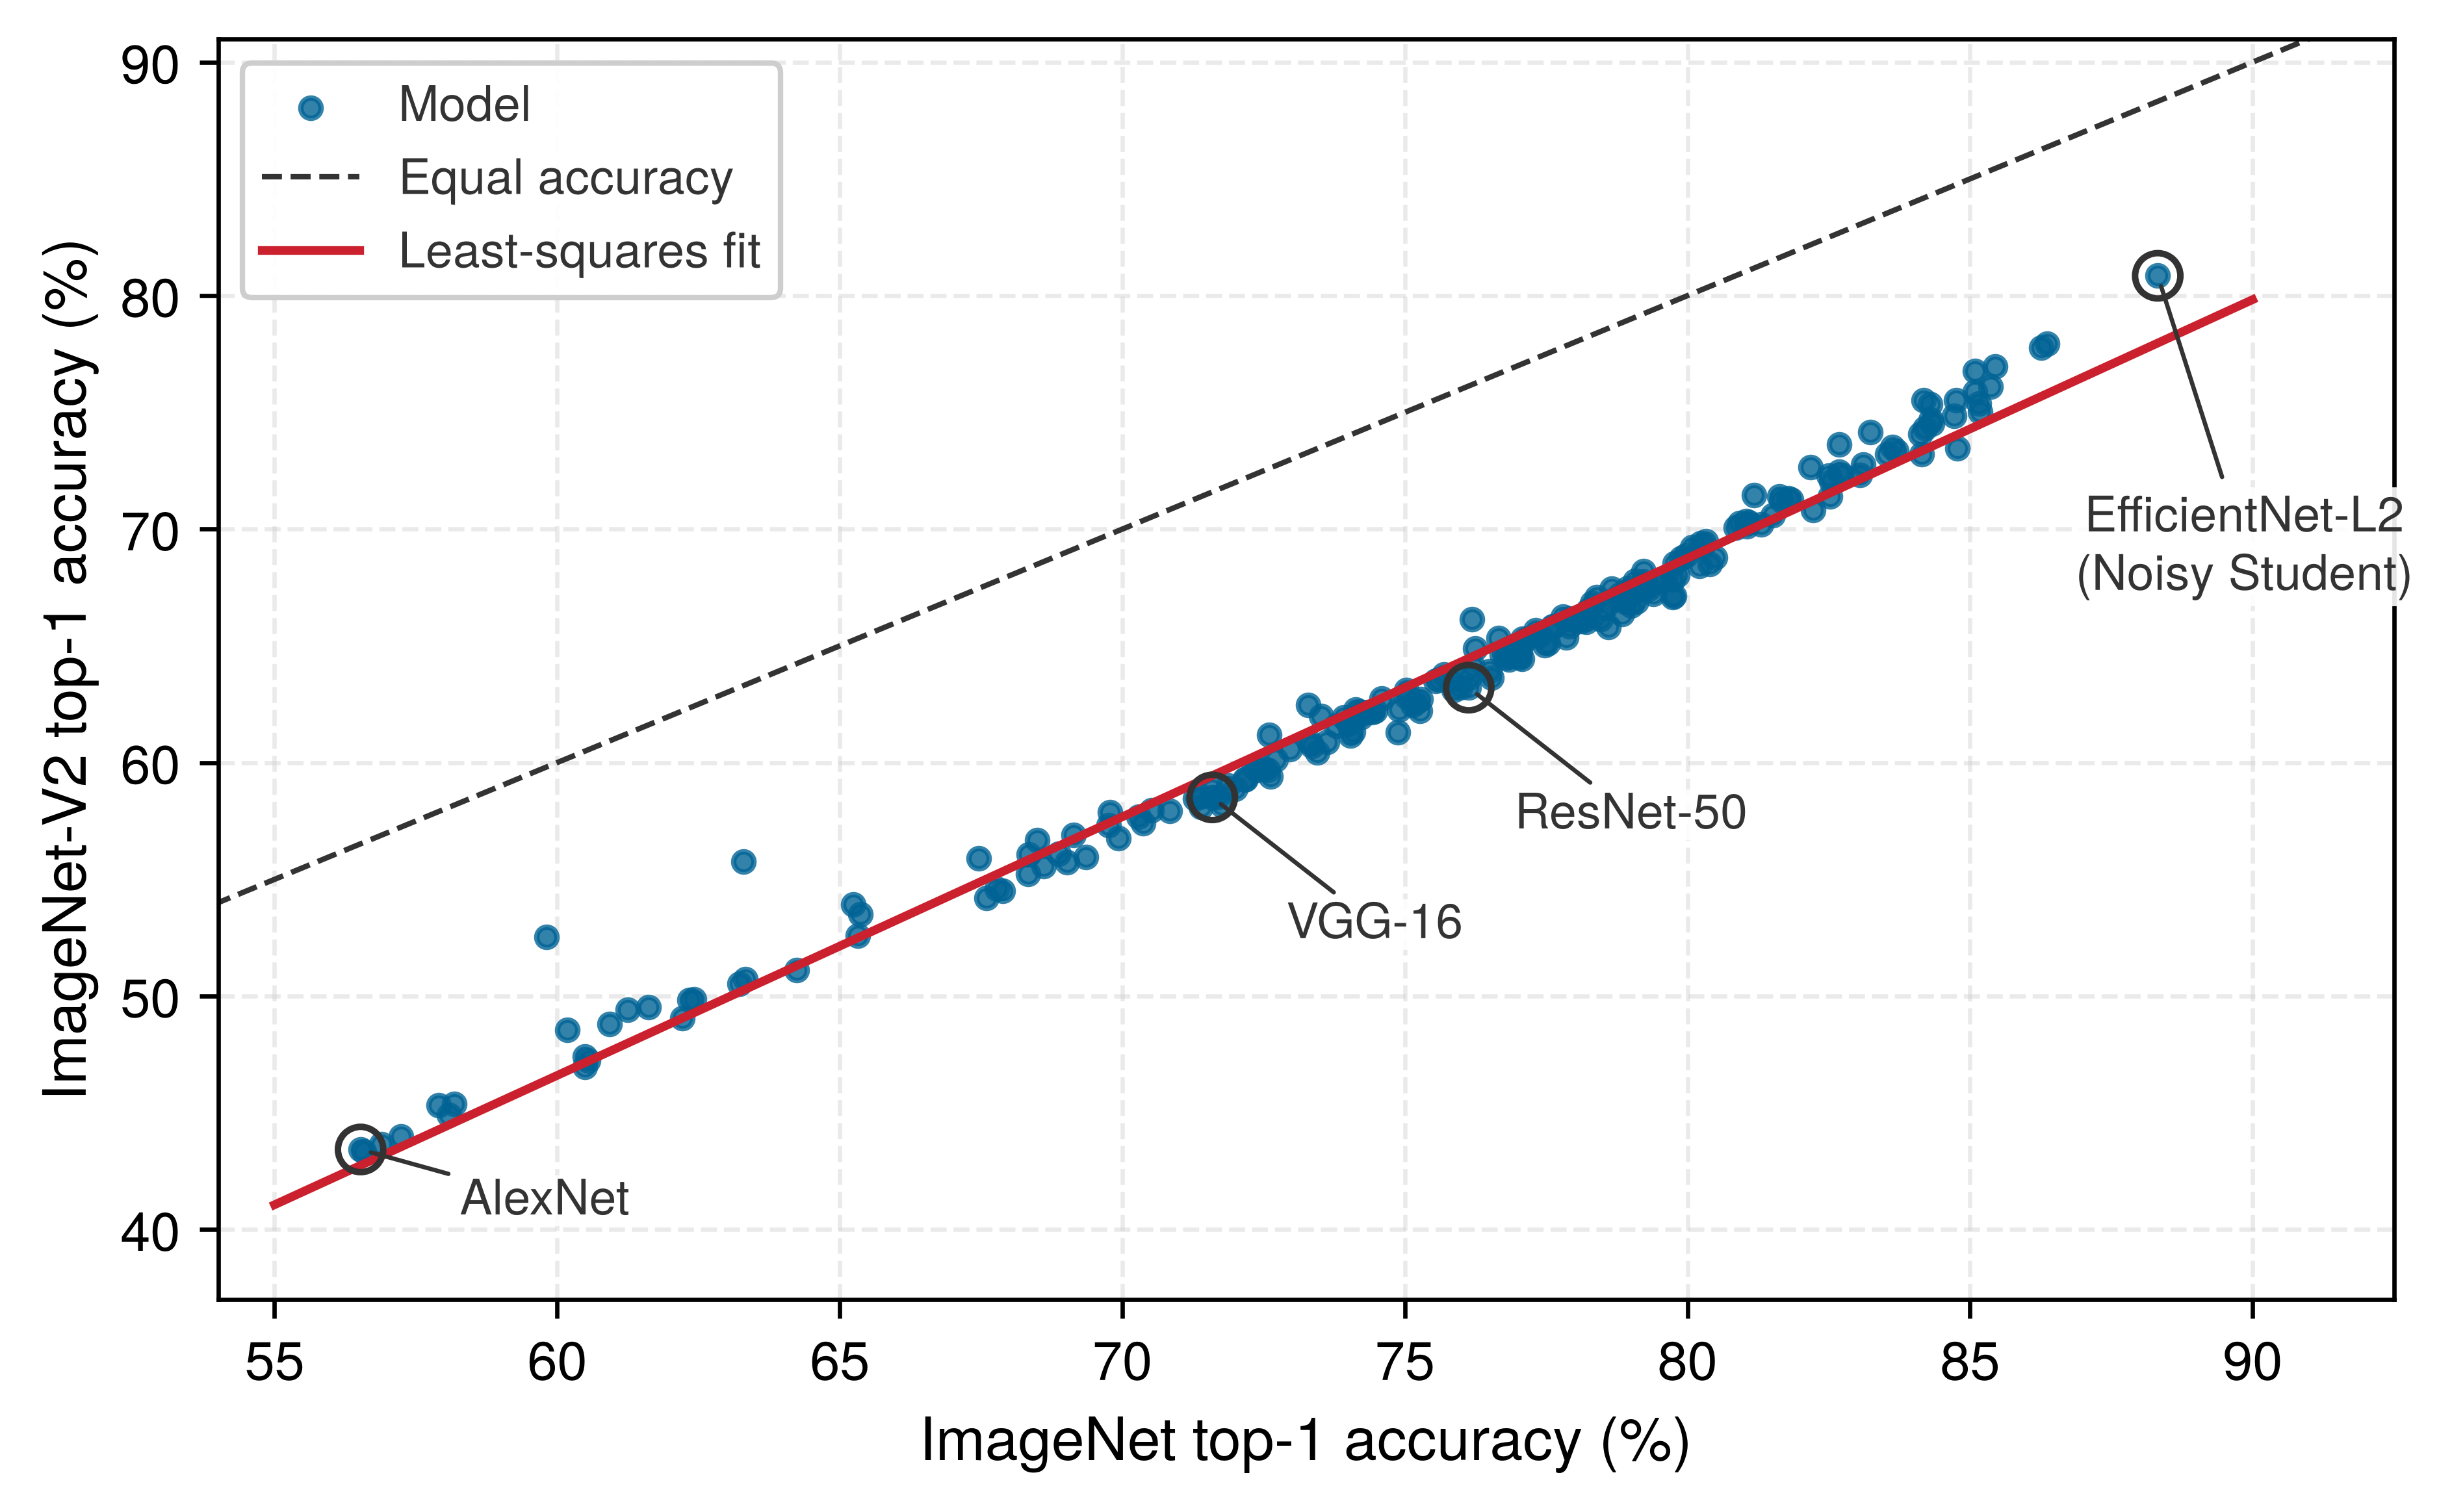 Model
Equal accuracy
Least-squares fit
90
80
70
60
50
40
ImageNet-V2 top-1 accuracy (%)
EfficientNet-L2
(Noisy Student)
ResNet-50
VGG-16
AlexNet
55
60
65
70
75
80
85
90
ImageNet top-1 accuracy (%)